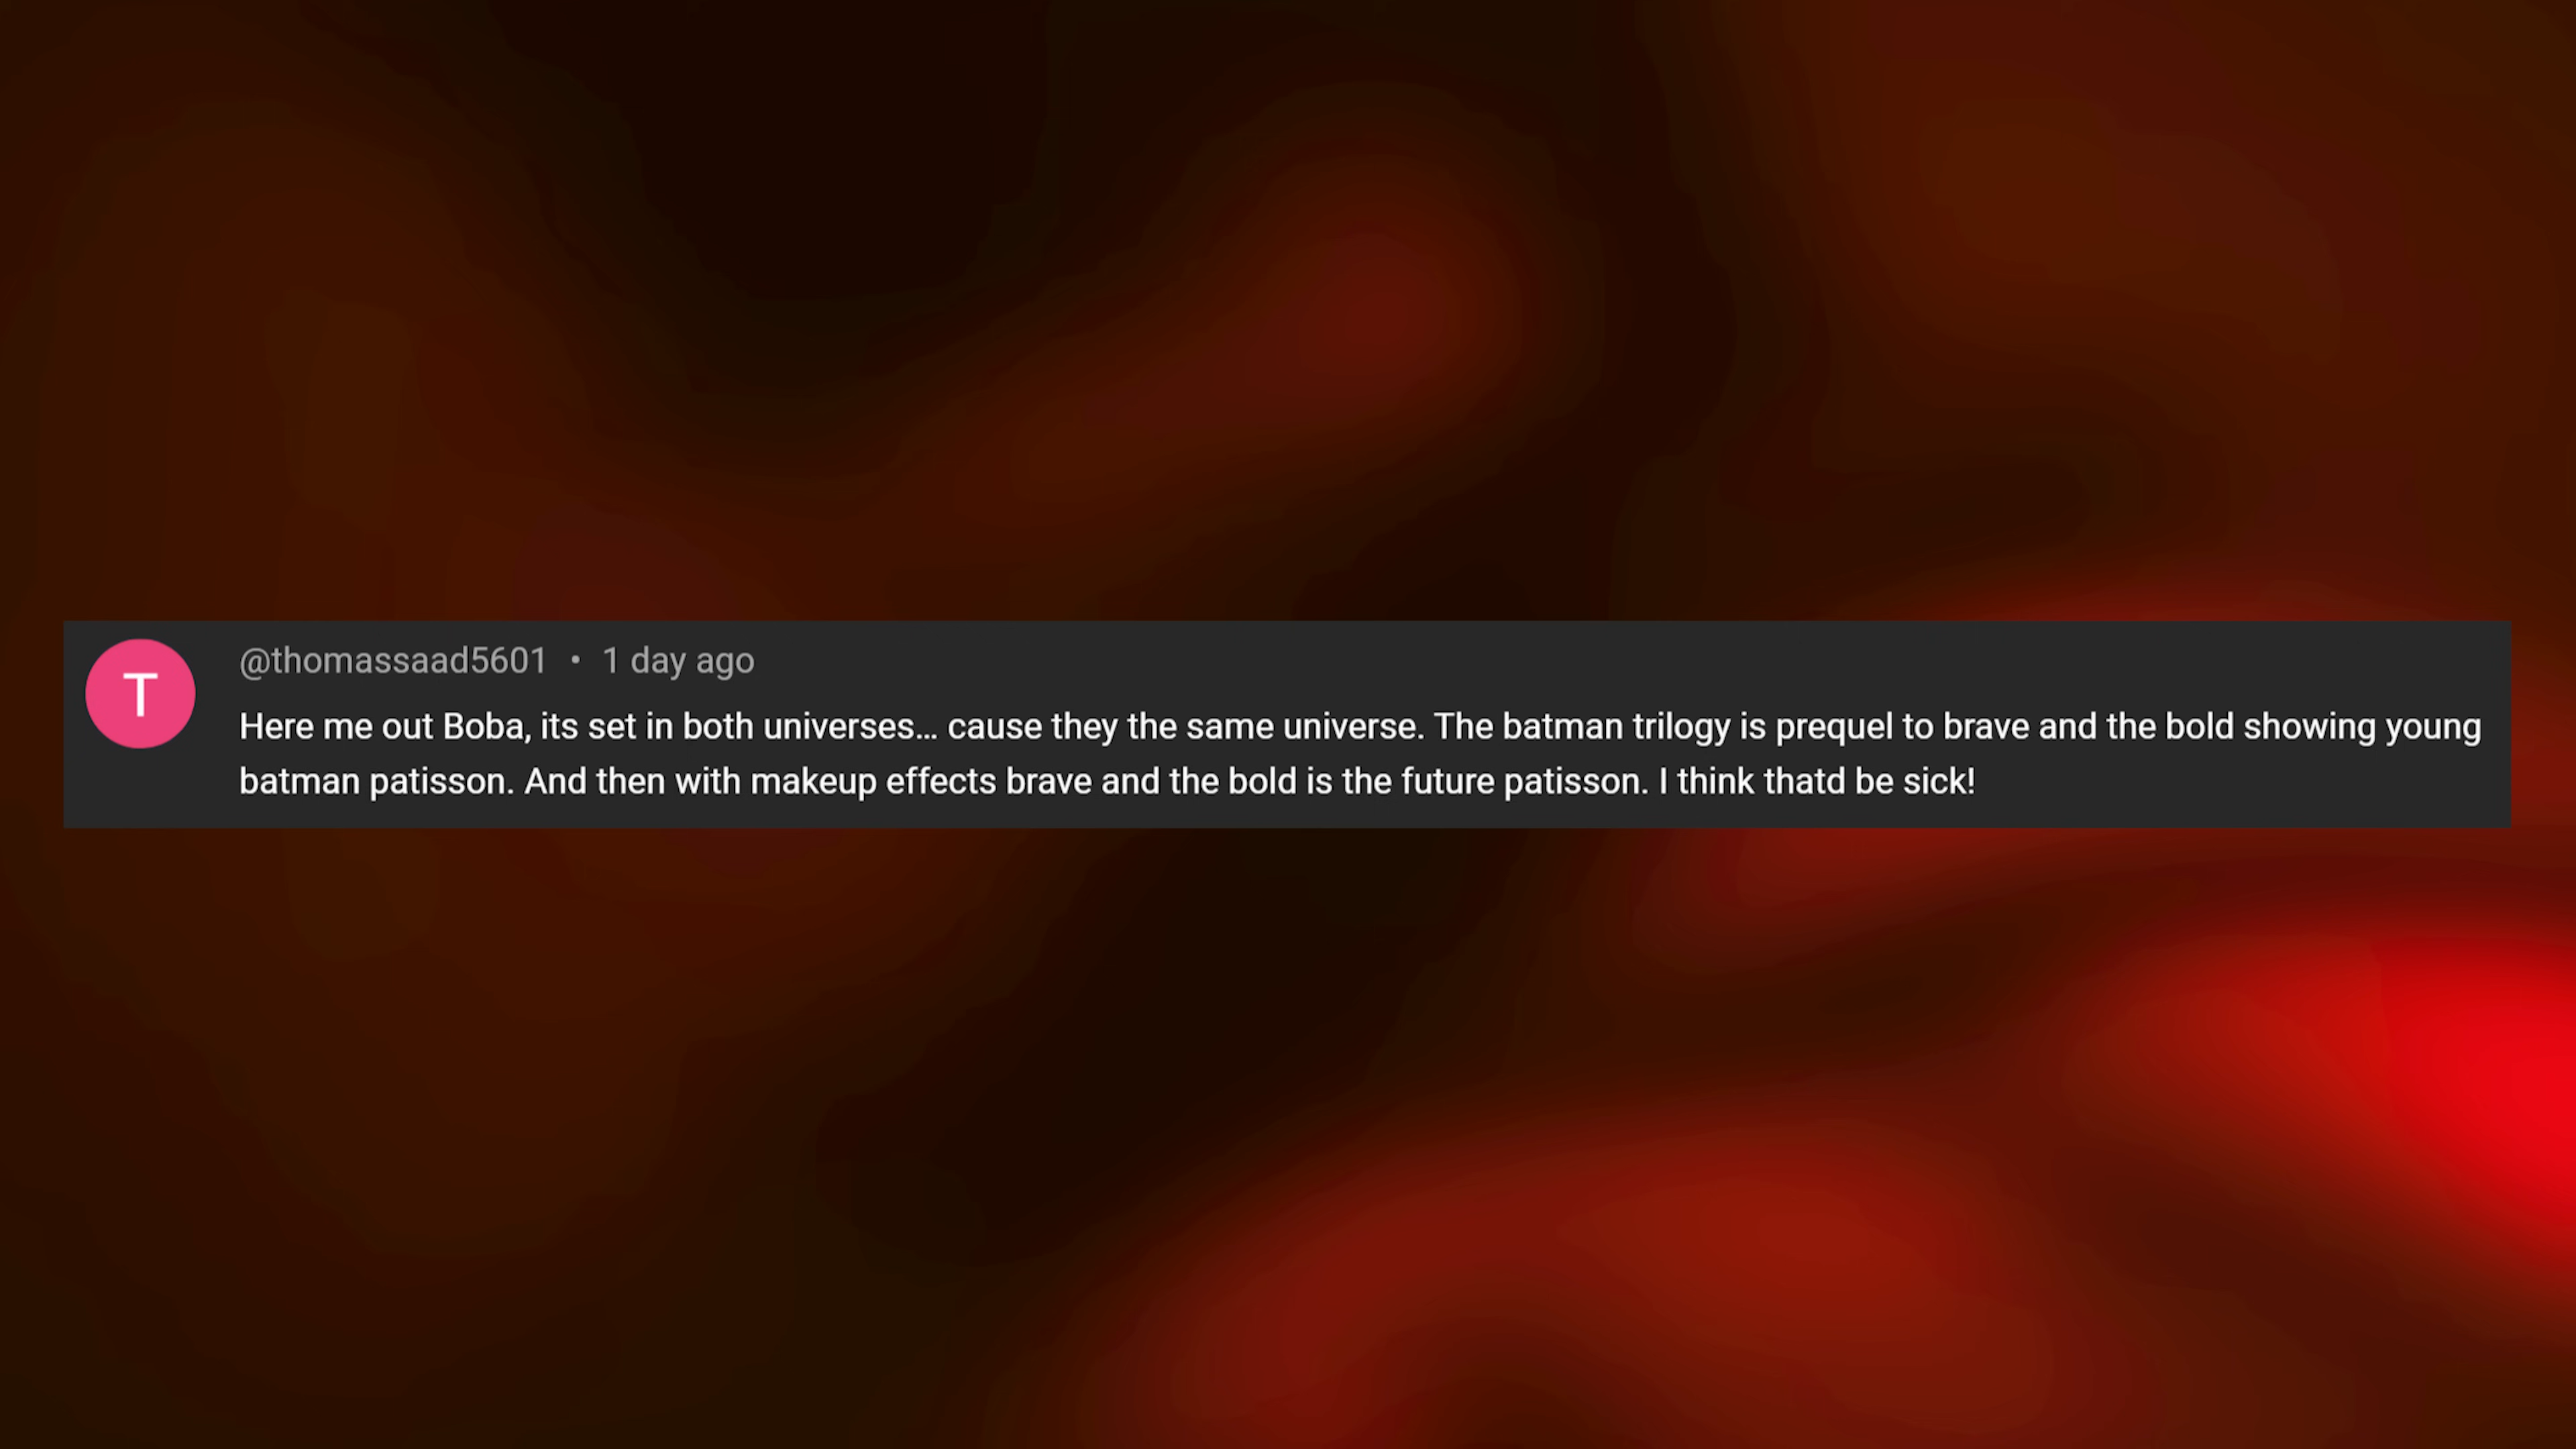 T
@thomassaad5601 • 1 day ago
Here me out Boba, its set in both universes... cause they the same universe. The batman trilogy is prequel to brave and the bold showing young
batman patisson. And then with makeup effects brave and the bold is the future patisson. I think thatd be sick!